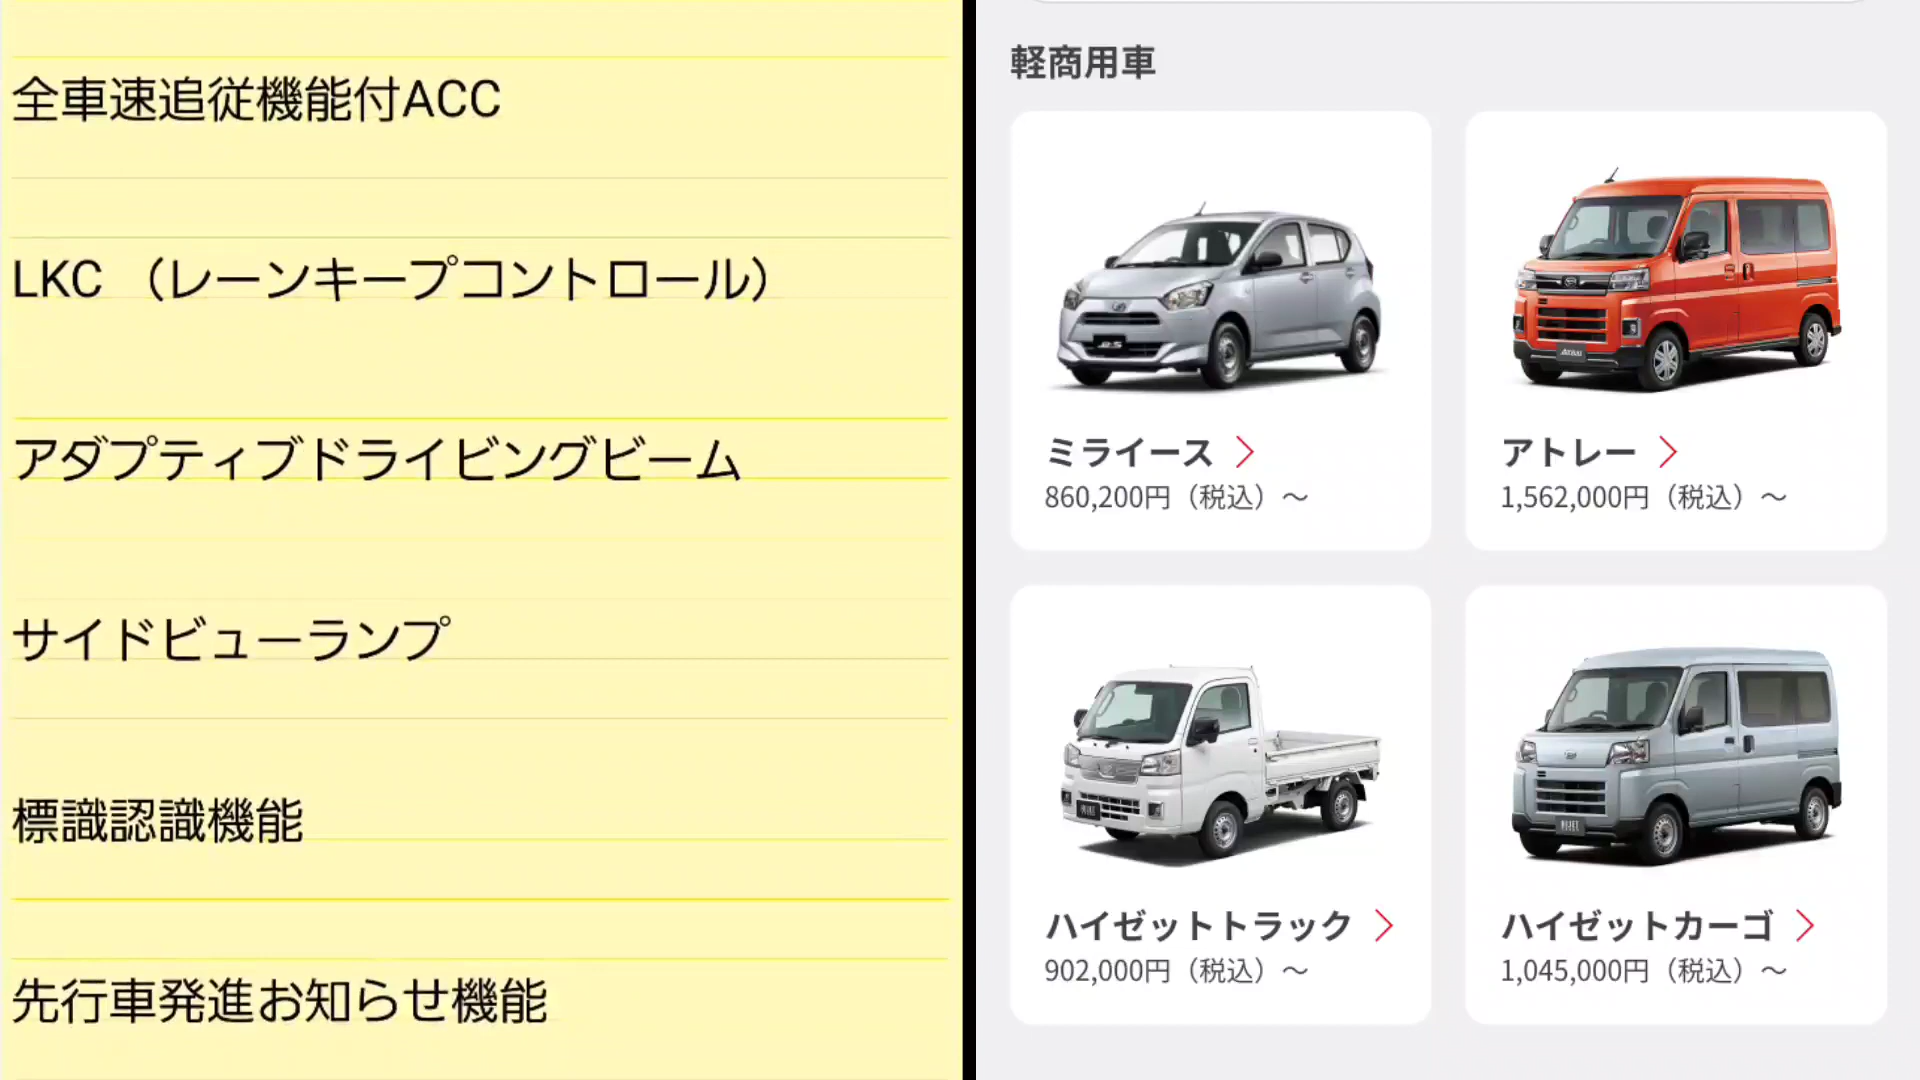 全車速追従機能付ACC
LKC （レーンキープコントロール）
アダプティブドライビングビーム
サイドビューランプ
標識認識機能
先行車発進お知らせ機能
軽商用車
ミライース
860,200円（税込）～
アトレー
1,562,000円（税込）～
ハイゼットトラック
902,000円（税込）～
ハイゼットカーゴ
1,045,000円（税込）～